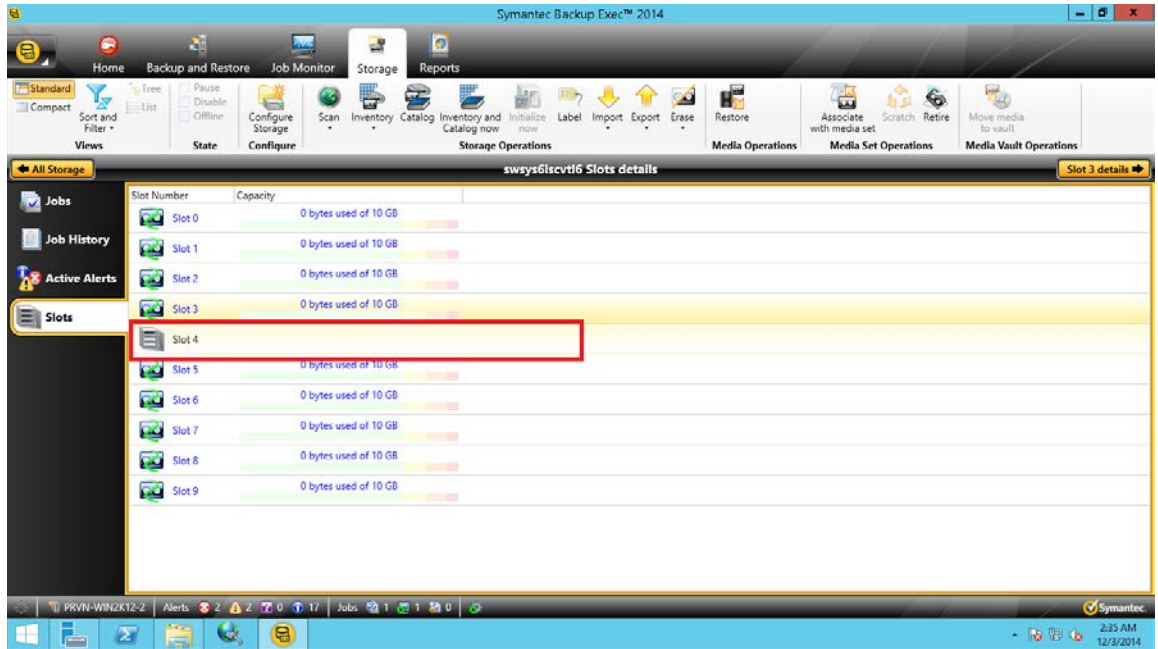 Symantec Backup Exec™ 2014
Home Backup and Restore Job Monitor Storage Reports
Standard
Compact
Sort and Filter
Tree
List
Views
Pause
Disable
Offline
State
Configure Storage
Configure
Scan
Inventory
Catalog
Inventory and Catalog now
Initialize now
Label
Import
Export
Erase
Storage Operations
Restore
Media Operations
Associate with media set
Scratch
Retire
Media Set Operations
Move media to vault
Media Vault Operations
All Storage
swsys6iscvtl6 Slots details
Slot 3 details
Jobs
Job History
Active Alerts
Slots
Slot Number Capacity
Slot 0 0 bytes used of 10 GB
Slot 1 0 bytes used of 10 GB
Slot 2 0 bytes used of 10 GB
Slot 3 0 bytes used of 10 GB
Slot 4
Slot 5 0 bytes used of 10 GB
Slot 6 0 bytes used of 10 GB
Slot 7 0 bytes used of 10 GB
Slot 8 0 bytes used of 10 GB
Slot 9 0 bytes used of 10 GB
PRVN-WIN2K12-2 Alerts 2 2 0 17 Jobs 1 1 0 Symantec.
2:35 AM
12/3/2014